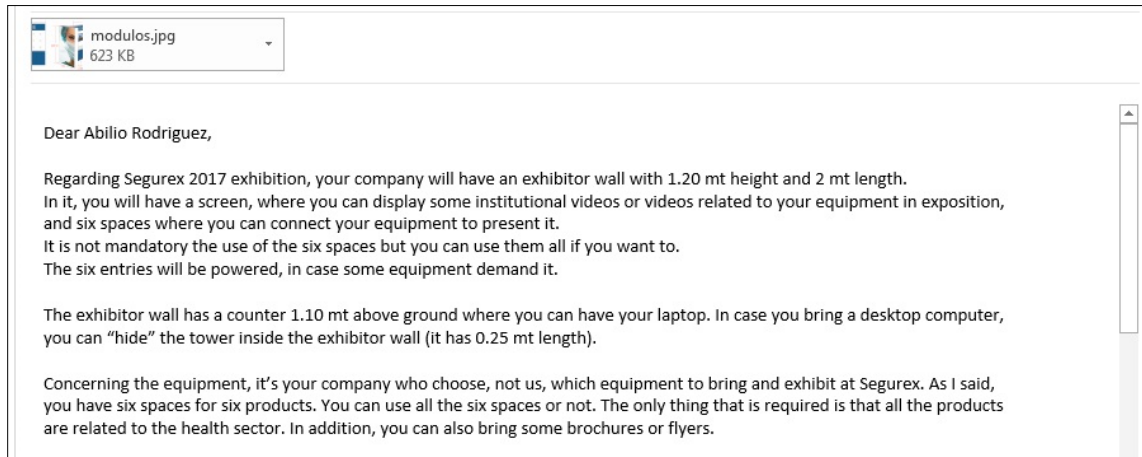 modulos.jpg
623 KB
Dear Abilio Rodriguez,
Regarding Segurex 2017 exhibition, your company will have an exhibitor wall with 1.20 mt height and 2 mt length.
In it, you will have a screen, where you can display some institutional videos or videos related to your equipment in exposition,
and six spaces where you can connect your equipment to present it.
It is not mandatory the use of the six spaces but you can use them all if you want to.
The six entries will be powered, in case some equipment demand it.
The exhibitor wall has a counter 1.10 mt above ground where you can have your laptop. In case you bring a desktop computer,
you can “hide” the tower inside the exhibitor wall (it has 0.25 mt length).
Concerning the equipment, it’s your company who choose, not us, which equipment to bring and exhibit at Segurex. As I said,
you have six spaces for six products. You can use all the six spaces or not. The only thing that is required is that all the products
are related to the health sector. In addition, you can also bring some brochures or flyers.